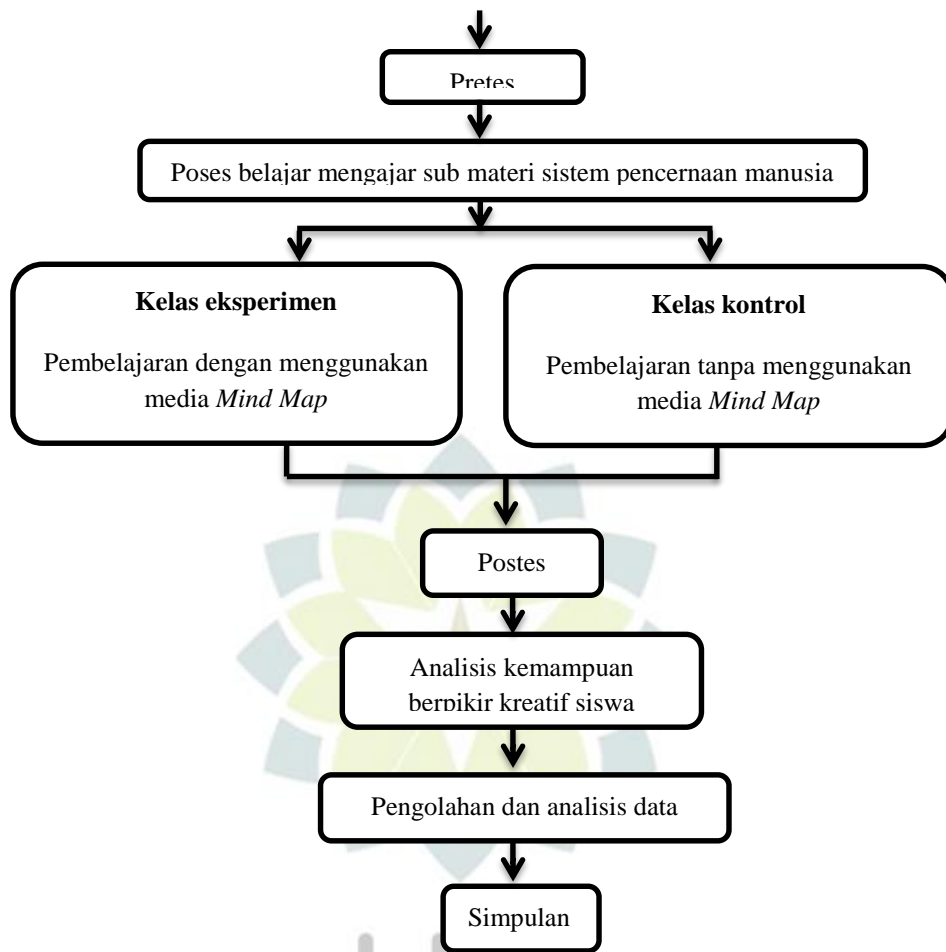 Pretes
Poses belajar mengajar sub materi sistem pencernaan manusia
Kelas eksperimen
Pembelajaran dengan menggunakan
media Mind Map
Kelas kontrol
Pembelajaran tanpa menggunakan
media Mind Map
Postes
Analisis kemampuan
berpikir kreatif siswa
Pengolahan dan analisis data
Simpulan